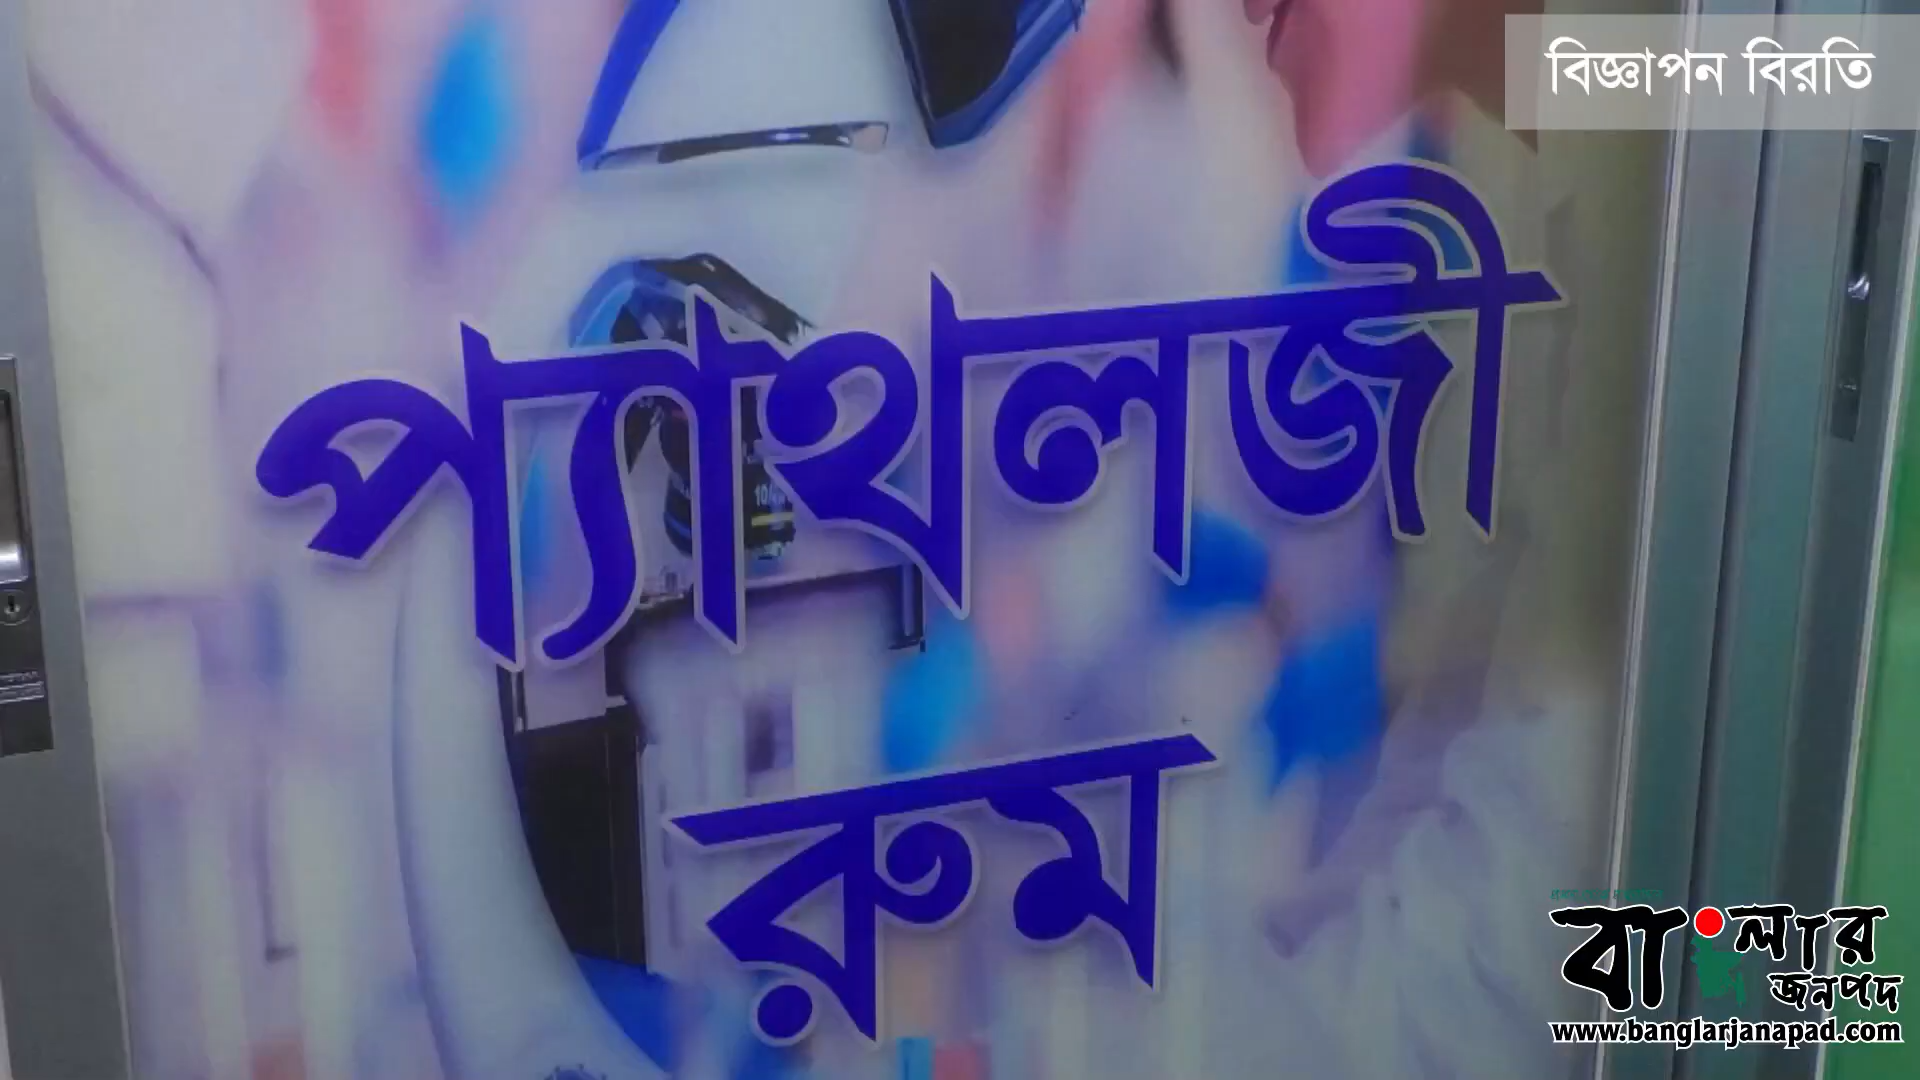 বিজ্ঞাপন বিরতি
প্যাথলজী
রুম
বাংলার
জনপদ
www.banglarjanapad.com